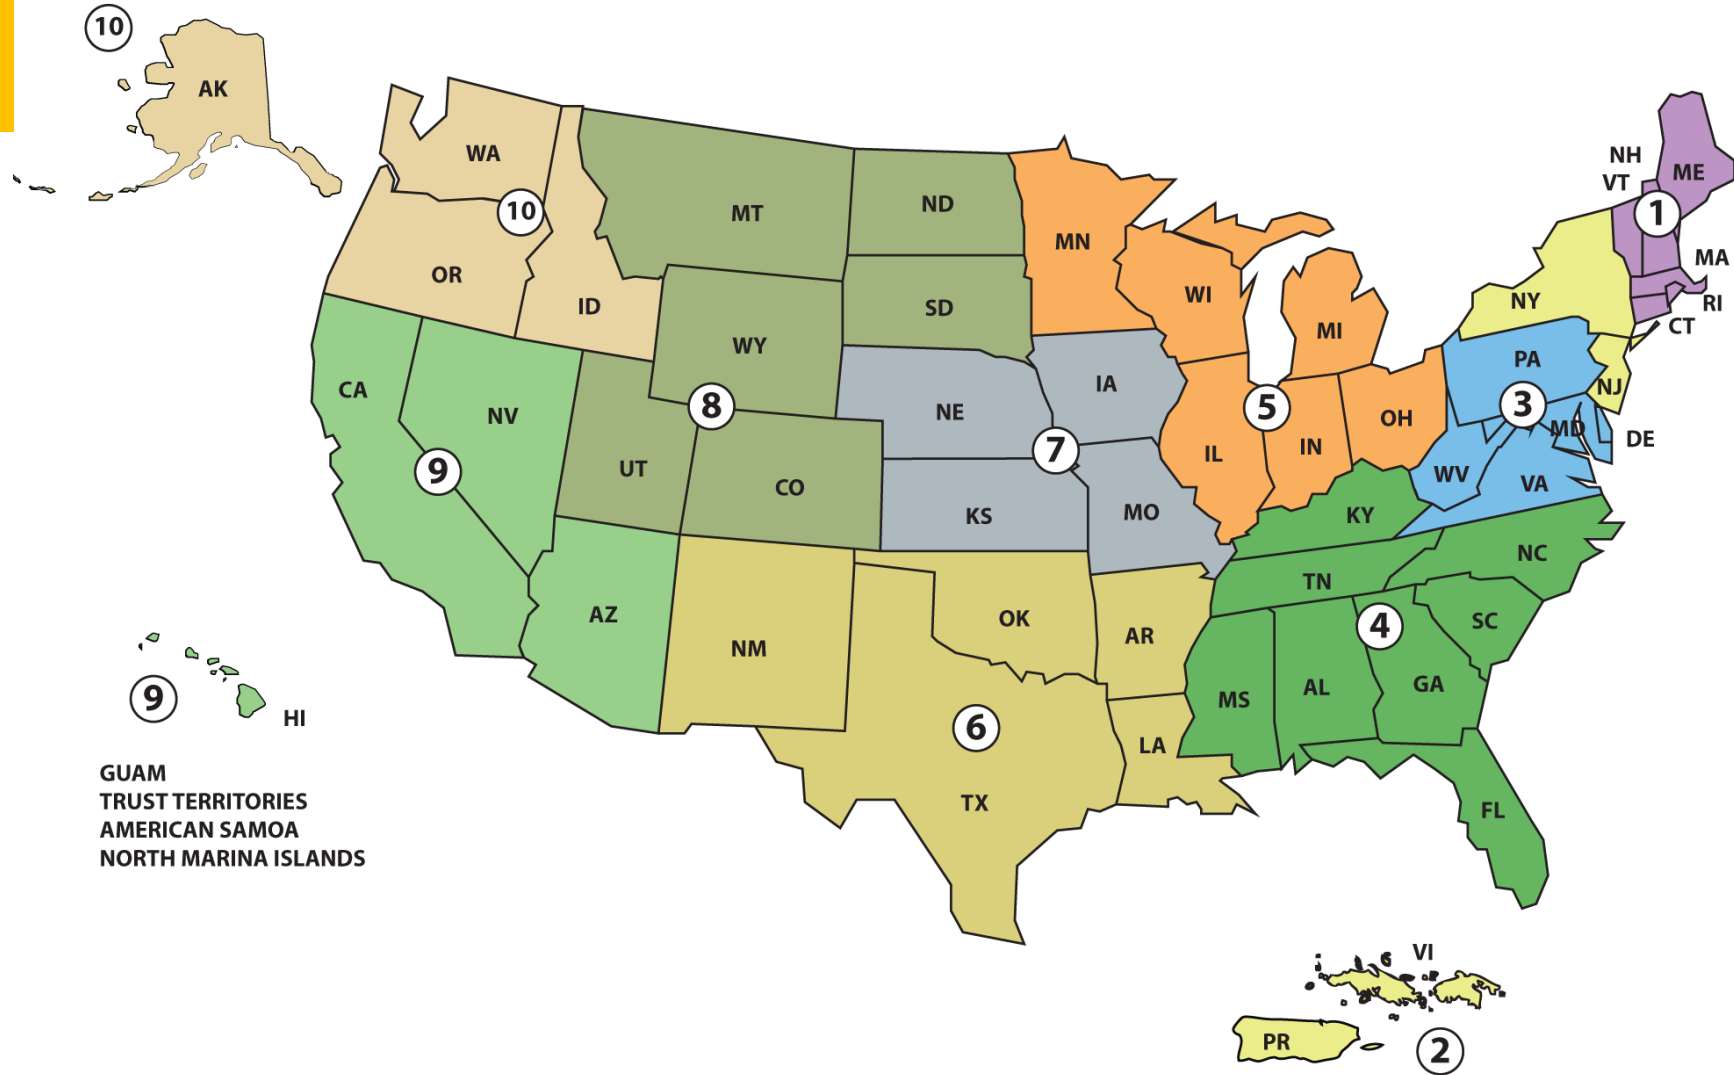 10
AK
WA
10
OR
ID
MT
ND
MN
SD
WY
WI
MI
NH
VT
ME
1
MA
RI
CT
NY
PA
NJ
3
MD
DE
WV
VA
CA
NV
9
UT
8
CO
NE
IA
7
KS
MO
5
IL
IN
OH
KY
TN
NC
SC
4
AZ
NM
OK
AR
6
TX
LA
MS
AL
GA
FL
9
HI
GUAM
TRUST TERRITORIES
AMERICAN SAMOA
NORTH MARINA ISLANDS
VI
PR
2